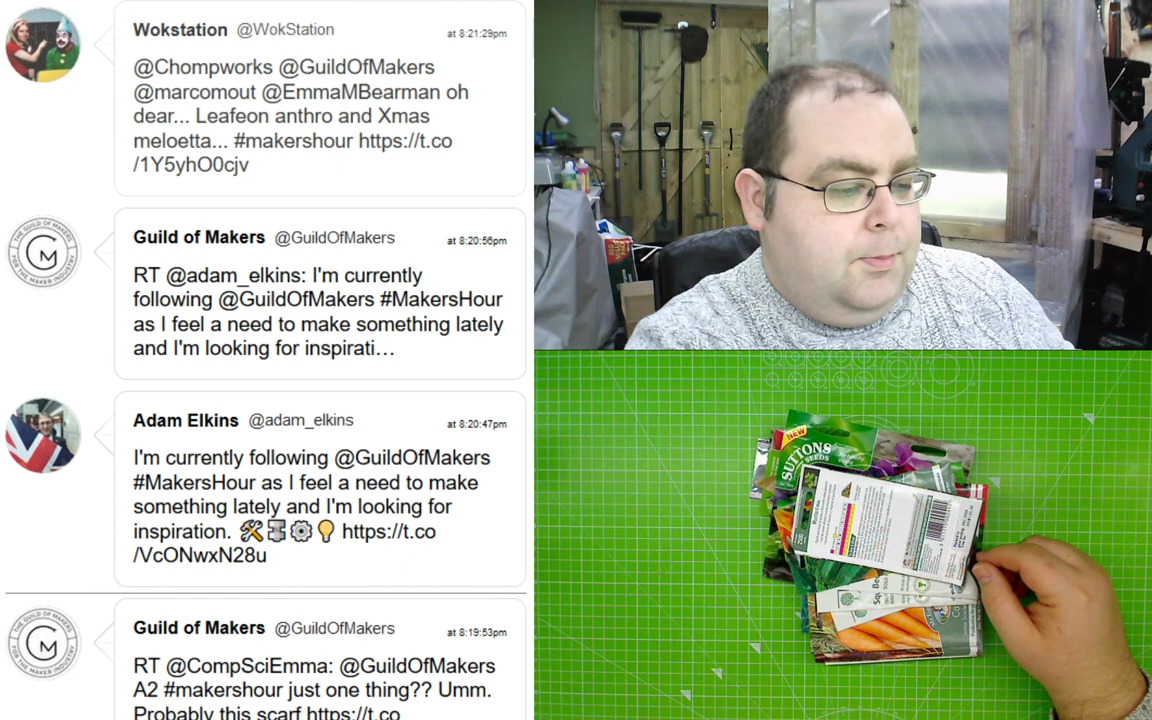 Wokstation @WokStation
at 8:21:29pm
@Chompworks @GuildOfMakers
@marcomout @EmmaMBearman oh
dear... Leafeon anthro and Xmas
meloetta... #makershour https://t.co
/1Y5yhO0cjv
Guild of Makers @GuildOfMakers
at 8:20:56pm
RT @adam_elkins: I'm currently
following @GuildOfMakers #MakersHour
as I feel a need to make something lately
and I'm looking for inspirati…
Adam Elkins @adam_elkins
at 8:20:47pm
I'm currently following @GuildOfMakers
#MakersHour as I feel a need to make
something lately and I'm looking for
inspiration. 🛠️🗜️⚙️💡 https://t.co
/VcONwxN28u
Guild of Makers @GuildOfMakers
at 8:19:53pm
RT @CompSciEmma: @GuildOfMakers
A2 #makershour just one thing?? Umm.
Probably this scarf https://t.co
NEW
SUTTONS
SEEDS